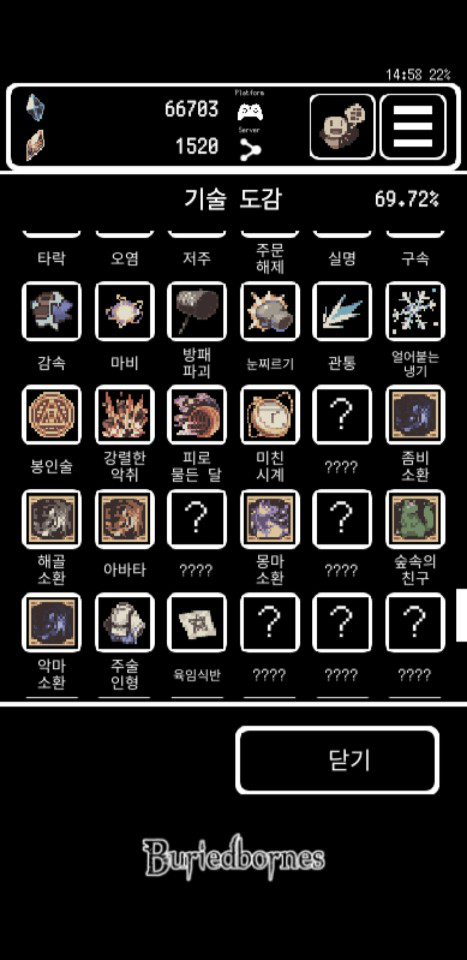 14:58 22%
Platform
66703
Server
1520
기술 도감 69.72%
타락 오염 저주 주문 해제 실명 구속
감속 마비 방패 파괴 눈찌르기 관통 얼어붙는 냉기
봉인술 강렬한 악취 피로 물든 달 미친 시계 ???? 좀비 소환
해골 소환 아바타 ???? 몽마 소환 ???? 숲속의 친구
악마 소환 주술 인형 육임식반 ???? ???? ????
닫기
Buriedbornes